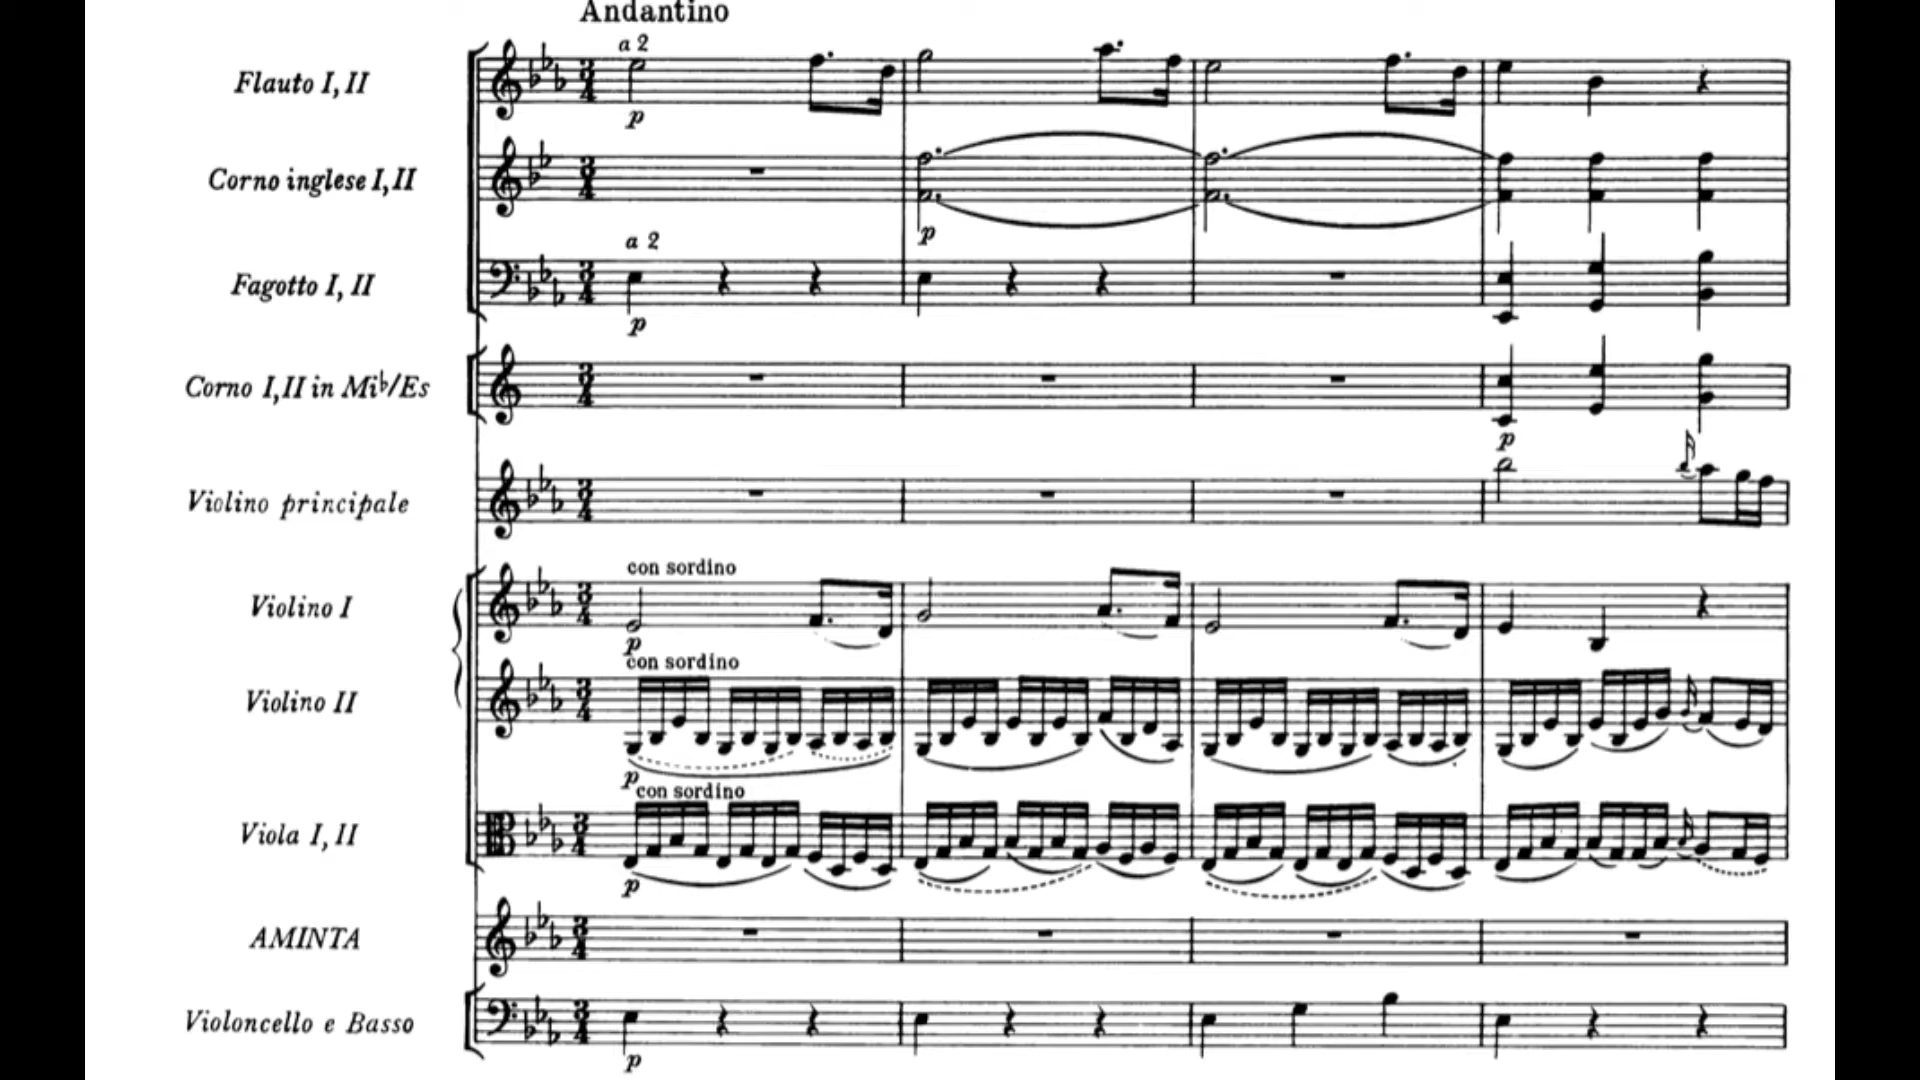 Andantino
a 2
Flauto I, II
p
Corno inglese I, II
p
a 2
Fagotto I, II
p
Corno I, II in Mi♭/Es
p
Violino principale
con sordino
Violino I
p
con sordino
Violino II
p
con sordino
Viola I, II
p
AMINTA
Violoncello e Basso
p